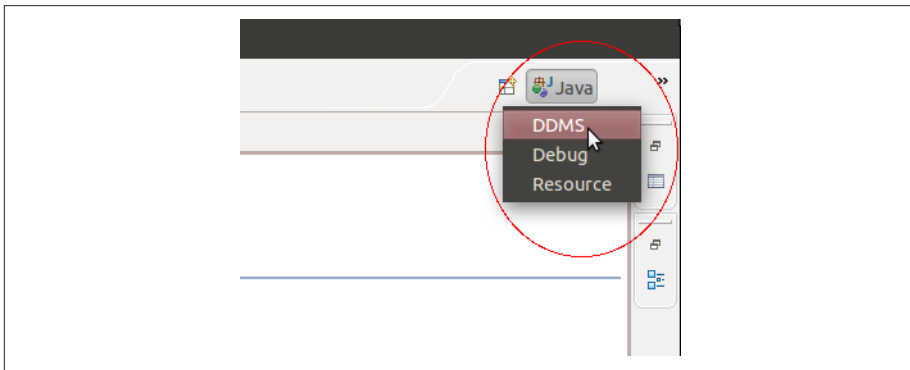 Java
»
DDMS
Debug
Resource